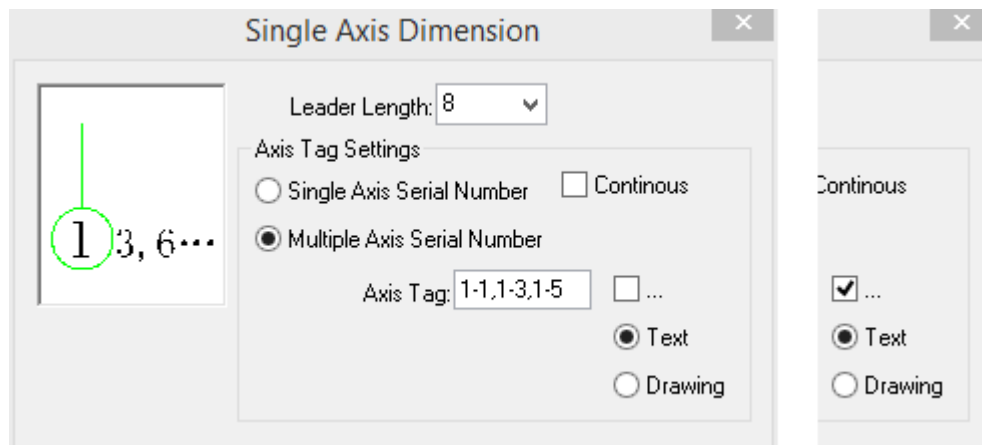 Single Axis Dimension
Leader Length: 8
Axis Tag Settings
Single Axis Serial Number Continous Continous
1 3, 6••• Multiple Axis Serial Number
Axis Tag: 1-1,1-3,1-5 ... ...
Text Text
Drawing Drawing